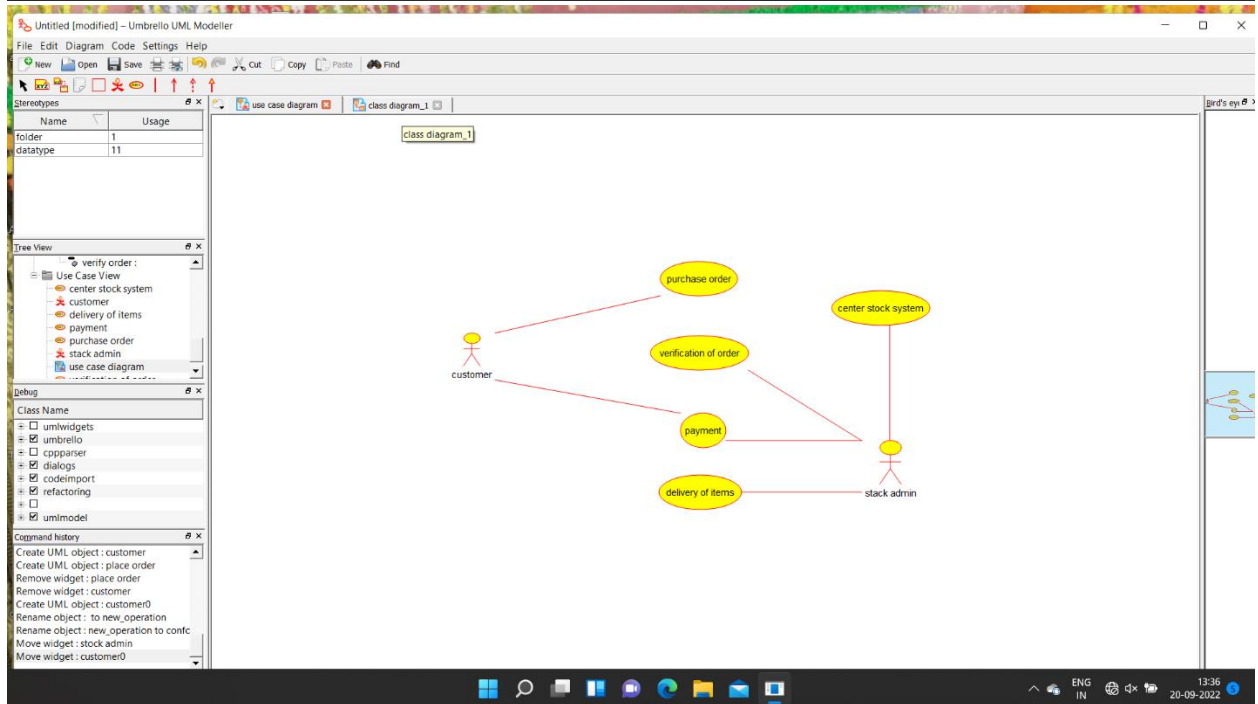 Untitled [modified] – Umbrello UML Modeller
File Edit Diagram Code Settings Help
New Open Save Cut Copy Paste Find
XYZ
Stereotypes
Name Usage
folder 1
datatype 11
use case diagram class diagram_1
class diagram_1
Bird's eye
Tree View
verify order :
Use Case View
center stock system
customer
delivery of items
payment
purchase order
stack admin
use case diagram
verification of order
Debug
Class Name
umlwidgets
umbrello
cppparser
dialogs
codeimport
refactoring
umlmodel
Command history
Create UML object : customer
Create UML object : place order
Remove widget : place order
Remove widget : customer
Create UML object : customer0
Rename object : to new_operation
Rename object : new_operation to confc
Move widget : stock admin
Move widget : customer0
purchase order
center stock system
verification of order
customer
payment
delivery of items
stack admin
ENG
IN
13:36
20-09-2022
5